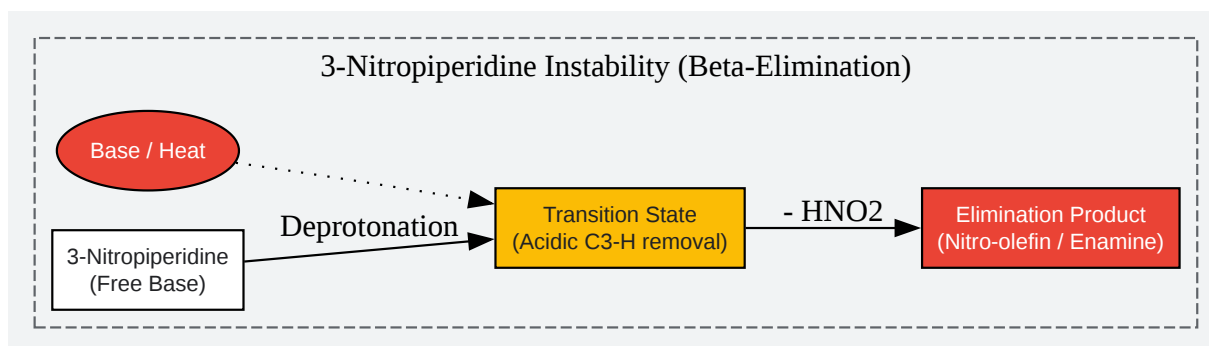 3-Nitropiperidine Instability (Beta-Elimination)
Base / Heat
Deprotonation
3-Nitropiperidine
(Free Base)
Transition State
(Acidic C3-H removal)
- HNO2
Elimination Product
(Nitro-olefin / Enamine)